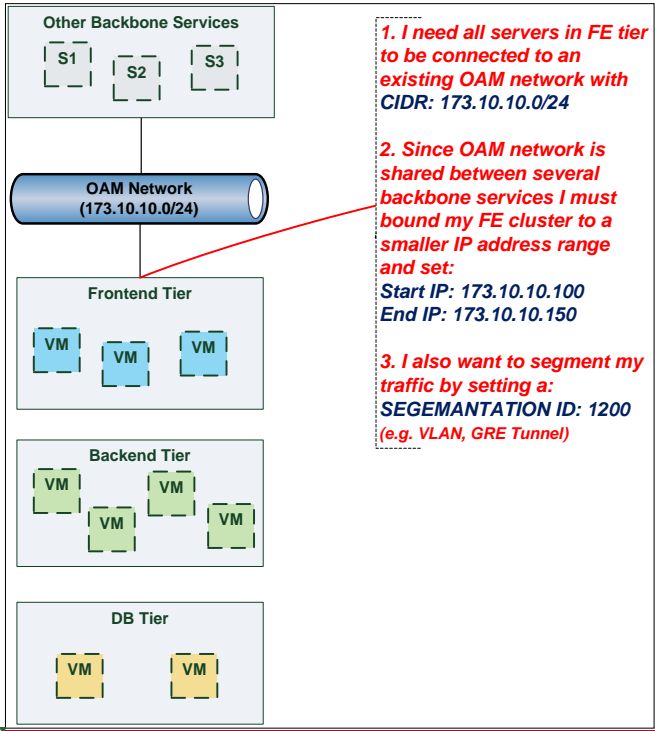 Other Backbone Services
S1
S2
S3
OAM Network
(173.10.10.0/24)
Frontend Tier
VM
VM
VM
Backend Tier
VM
VM
VM
VM
DB Tier
VM
VM
1. I need all servers in FE tier
to be connected to an
existing OAM network with
CIDR: 173.10.10.0/24
2. Since OAM network is
shared between several
backbone services I must
bound my FE cluster to a
smaller IP address range
and set:
Start IP: 173.10.10.100
End IP: 173.10.10.150
3. I also want to segment my
traffic by setting a:
SEGEMANTATION ID: 1200
(e.g. VLAN, GRE Tunnel)